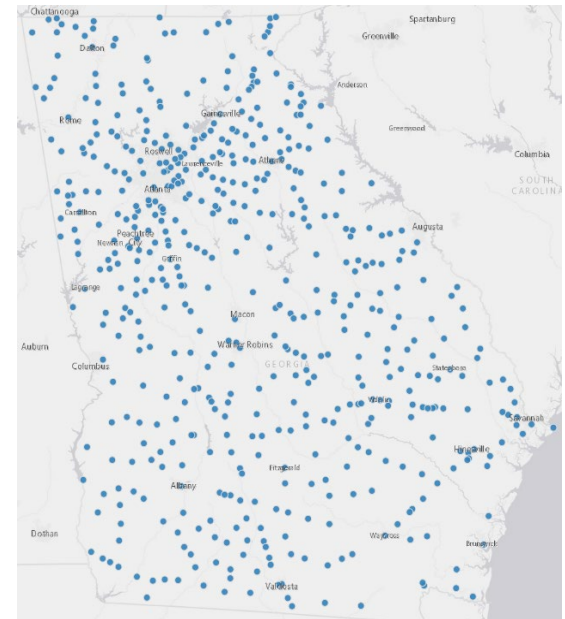 Chattanooga
Spartanburg
Dalton
Greenville
Anderson
Rome
Gainesville
Greenwood
Roswell
Lawrenceville
Athens
Columbia
Atlanta
SOUTH
CAROLINA
Carrollton
Augusta
Peachtree
City
Newnan
Griffin
Lagrange
Macon
Auburn
Warner Robins
GEORGIA
Columbus
Statesboro
Vidalia
Savannah
Hinesville
Fitzgerald
Albany
Dothan
Waycross
Brunswick
Valdosta